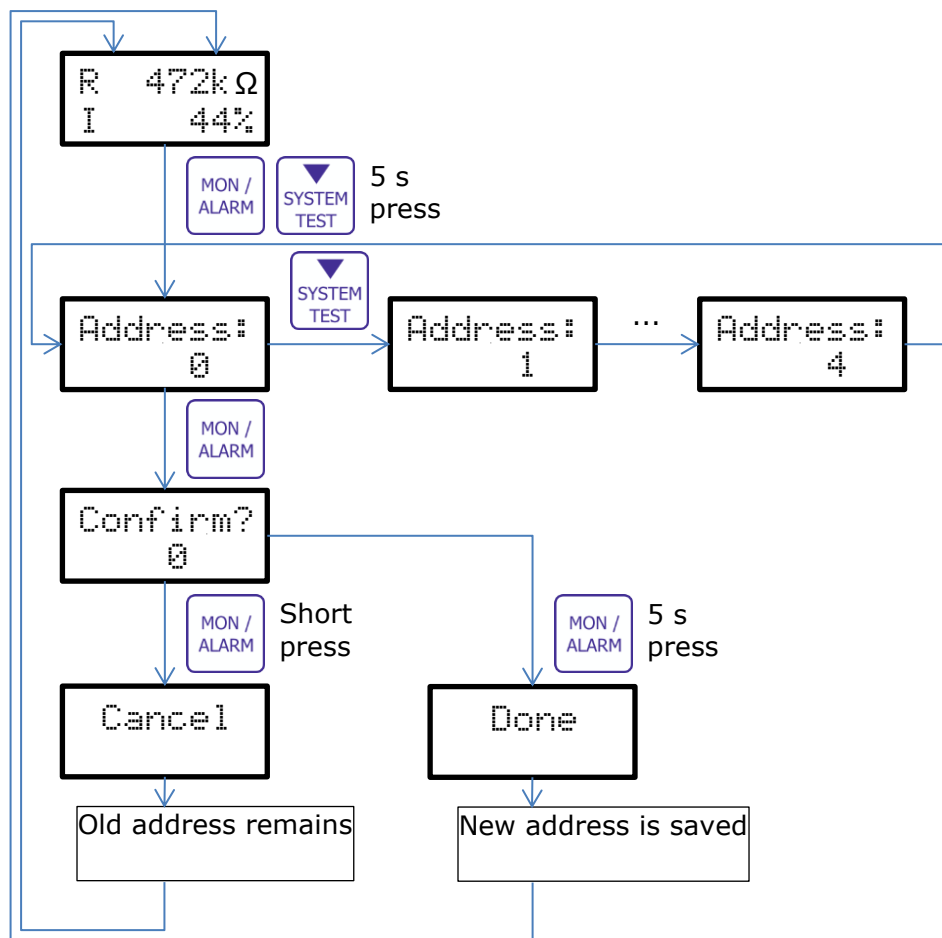 R 472kΩ
I 44%
MON /
ALARM
SYSTEM
TEST
5 s
press
SYSTEM
TEST
Address:
0
Address:
1
...
Address:
4
MON /
ALARM
Confirm?
0
MON /
ALARM
Short
press
MON /
ALARM
5 s
press
Cancel
Done
Old address remains
New address is saved